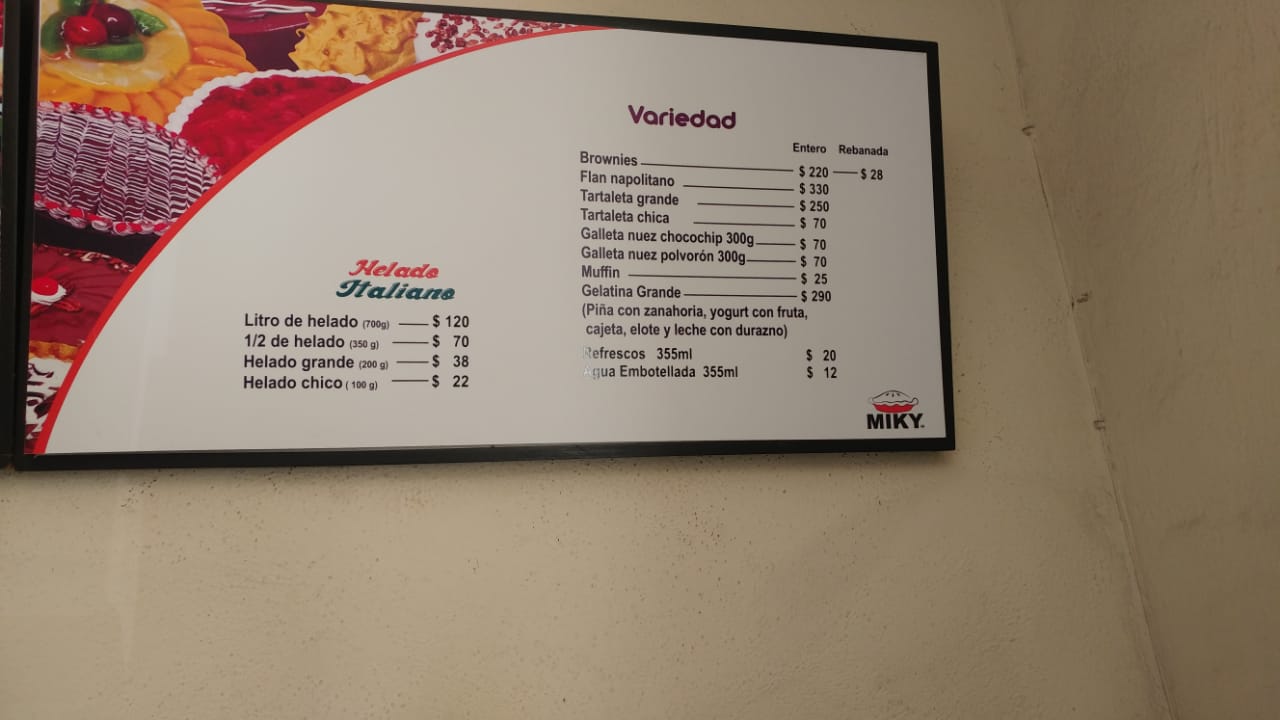 Helado
Italiano
Litro de helado (700g) $ 120
1/2 de helado (350 g) $ 70
Helado grande (200 g) $ 38
Helado chico ( 100 g) $ 22
Variedad
Entero Rebanada
Brownies $ 220 $ 28
Flan napolitano $ 330
Tartaleta grande $ 250
Tartaleta chica $ 70
Galleta nuez chocochip 300g $ 70
Galleta nuez polvorón 300g $ 70
Muffin $ 25
Gelatina Grande $ 290
(Piña con zanahoria, yogurt con fruta,
cajeta, elote y leche con durazno)
Refrescos 355ml $ 20
Agua Embotellada 355ml $ 12
MIKY